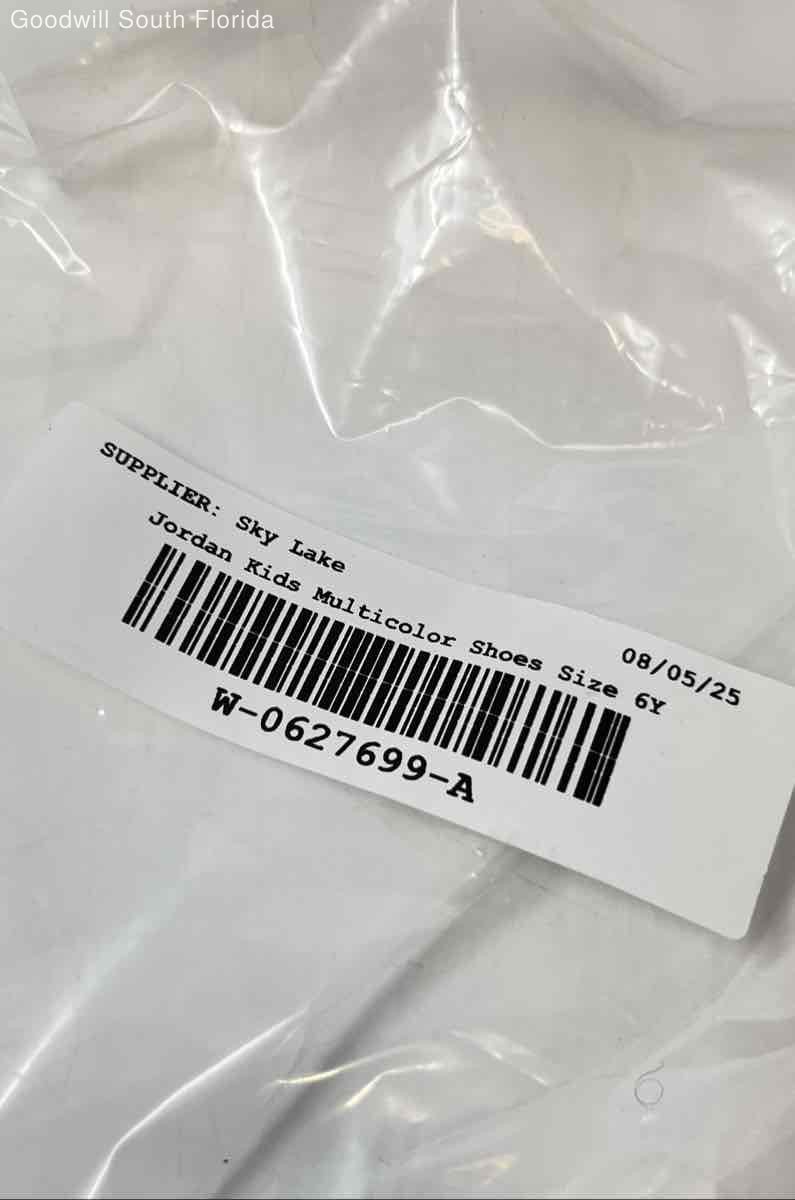 Goodwill South Florida
SUPPLIER: Sky Lake
08/05/25
Jordan Kids Multicolor Shoes Size 6Y
W-0627699-A